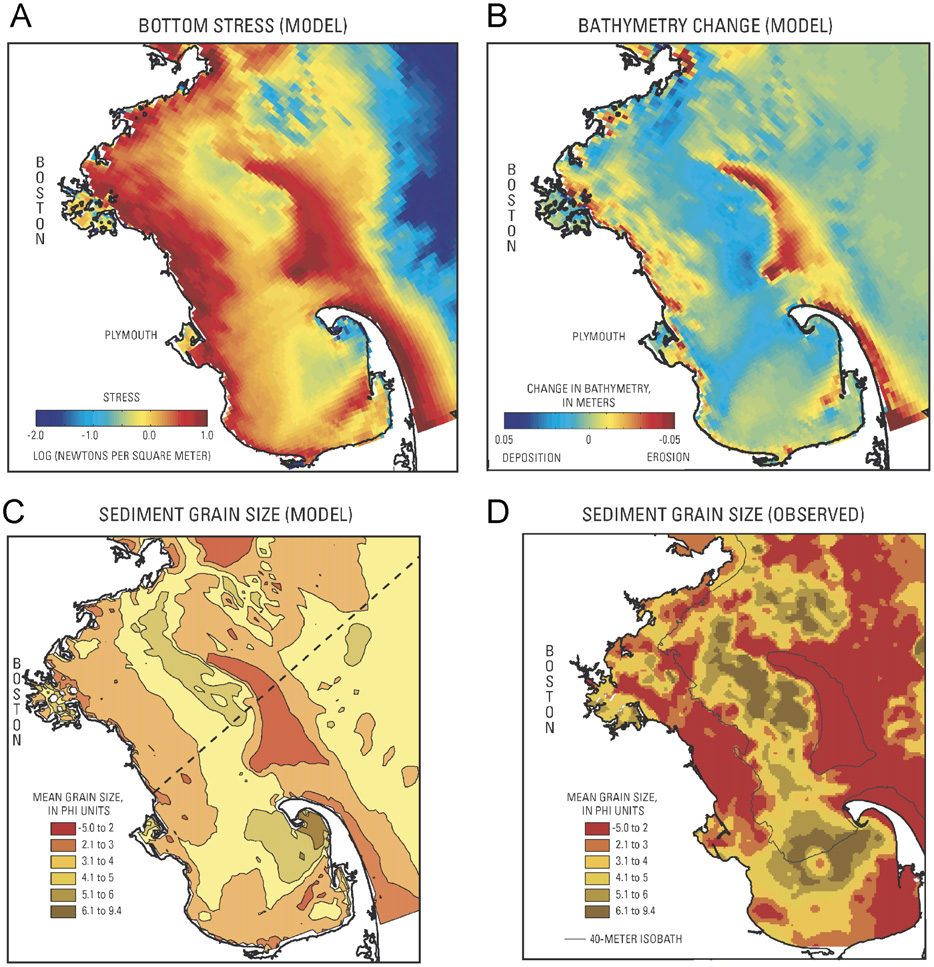 A
BOTTOM STRESS (MODEL)
BOSTON
PLYMOUTH
STRESS
-2.0 -1.0 0.0 1.0
LOG (NEWTONS PER SQUARE METER)
B
BATHYMETRY CHANGE (MODEL)
BOSTON
PLYMOUTH
CHANGE IN BATHYMETRY,
IN METERS
0.05 0 -0.05
DEPOSITION EROSION
C
SEDIMENT GRAIN SIZE (MODEL)
BOSTON
MEAN GRAIN SIZE,
IN PHI UNITS
-5.0 to 2
2.1 to 3
3.1 to 4
4.1 to 5
5.1 to 6
6.1 to 9.4
D
SEDIMENT GRAIN SIZE (OBSERVED)
BOSTON
MEAN GRAIN SIZE,
IN PHI UNITS
-5.0 to 2
2.1 to 3
3.1 to 4
4.1 to 5
5.1 to 6
6.1 to 9.4
40-METER ISOBATH